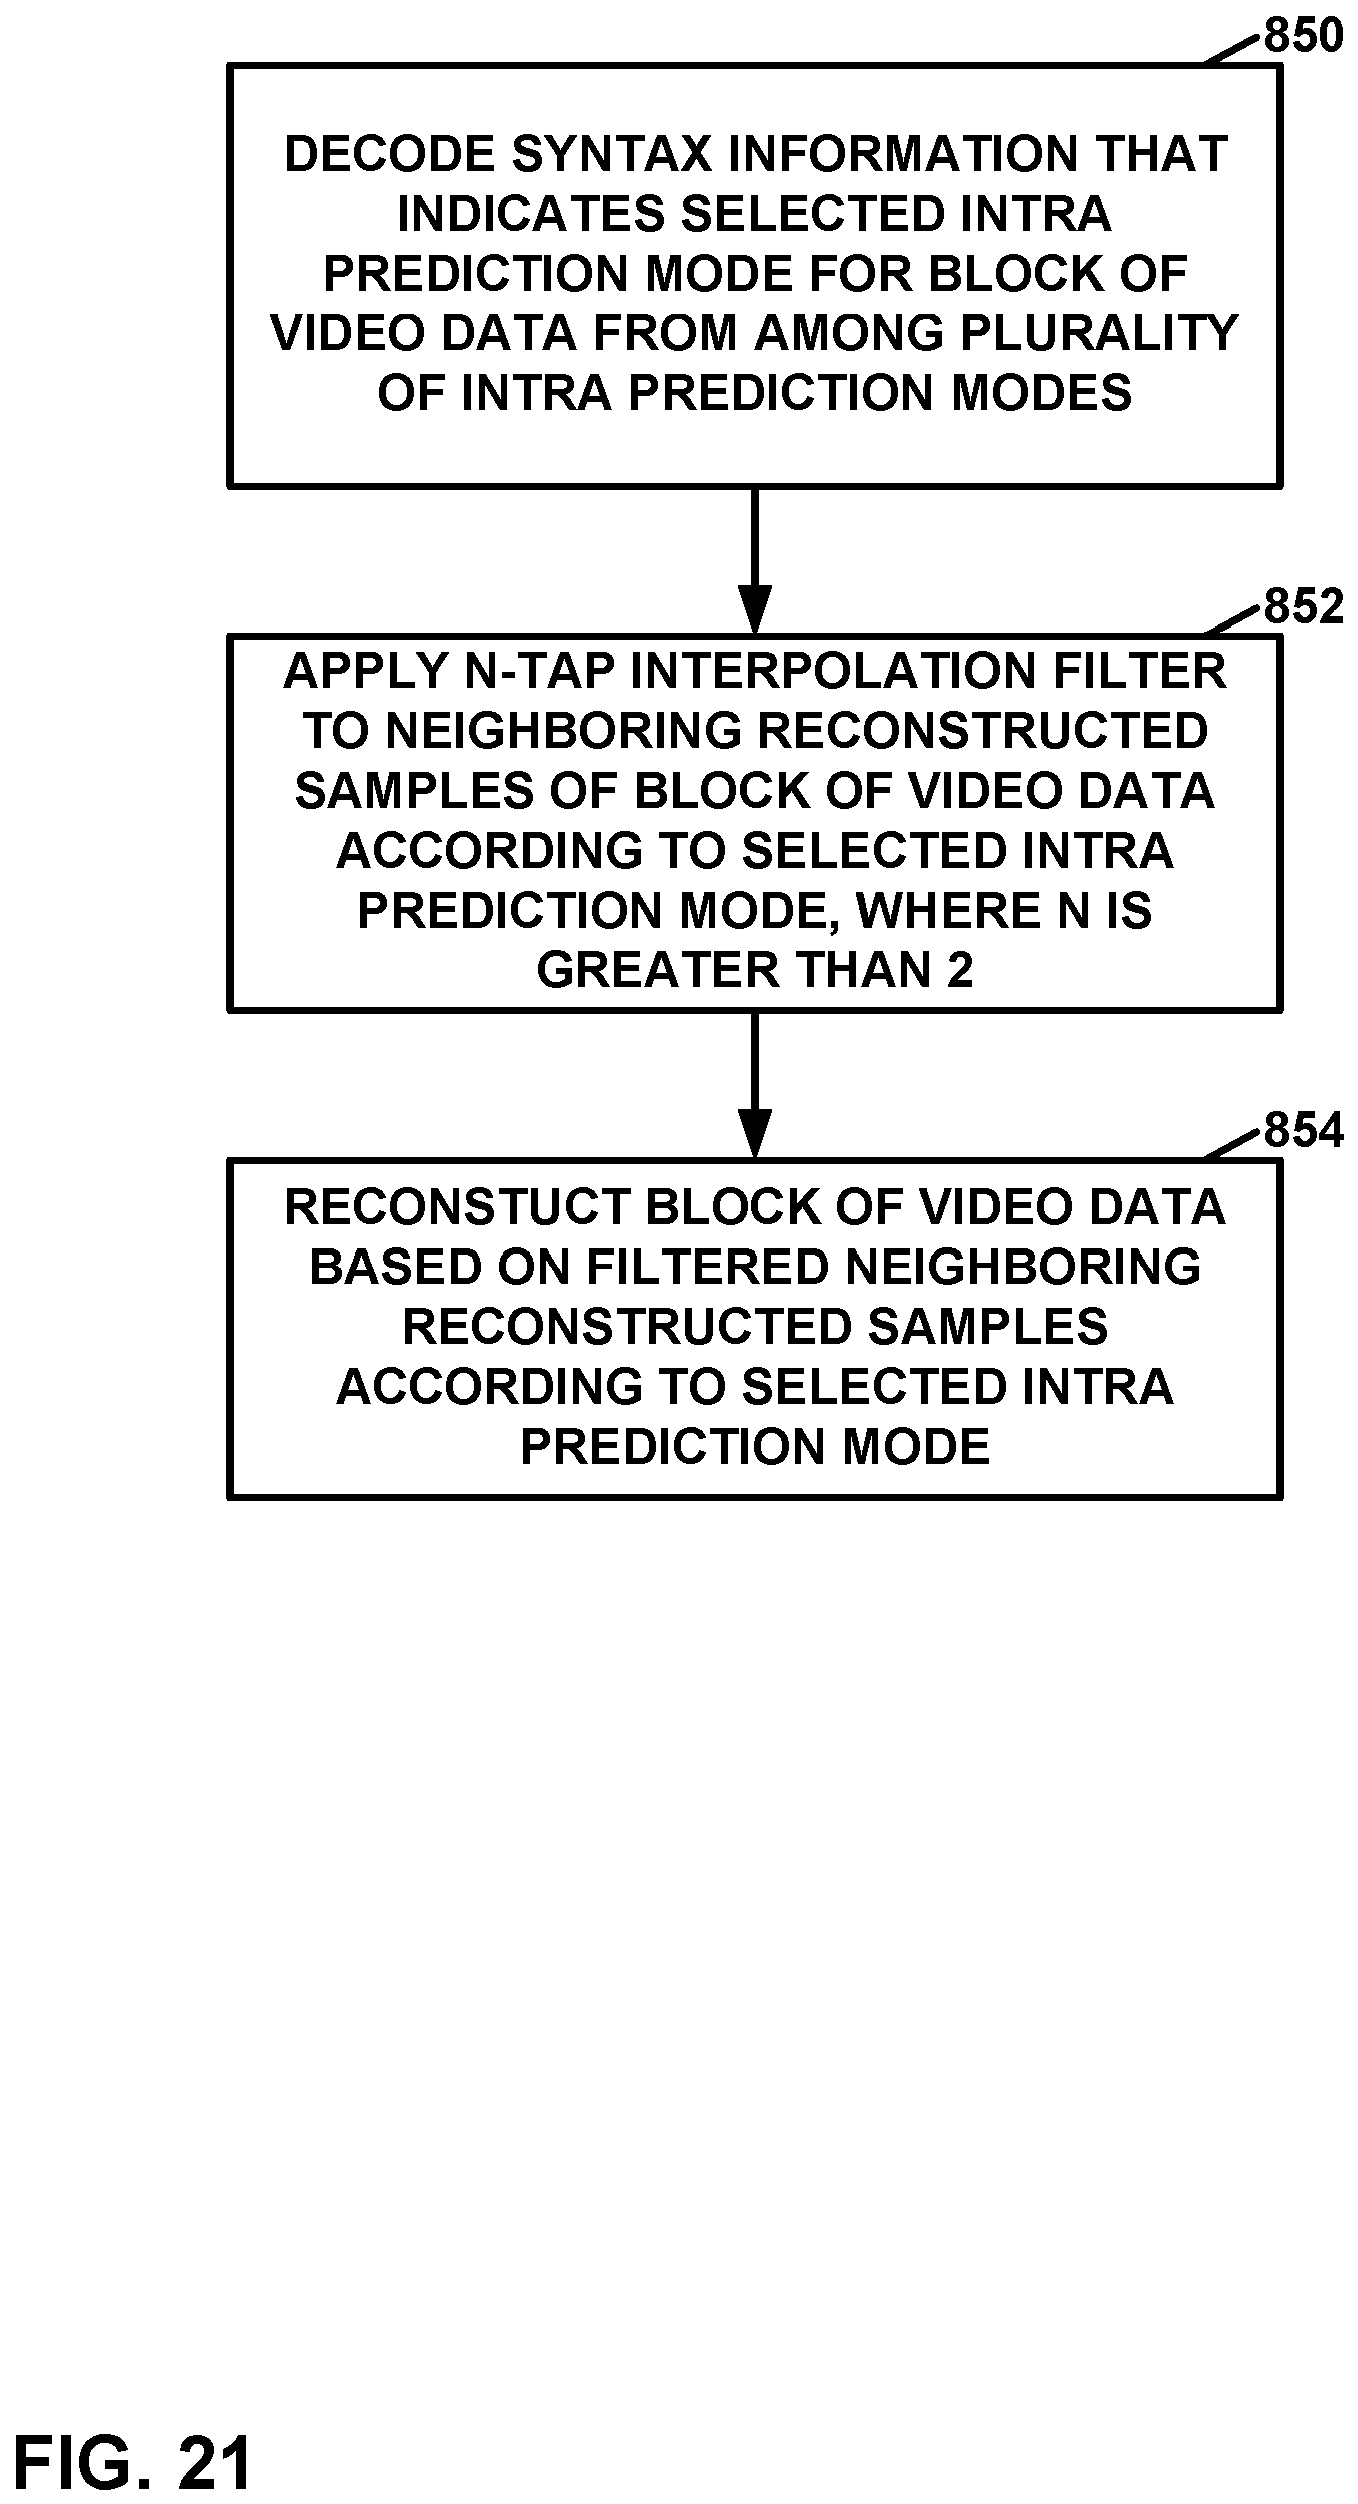 850
DECODE SYNTAX INFORMATION THAT
INDICATES SELECTED INTRA
PREDICTION MODE FOR BLOCK OF
VIDEO DATA FROM AMONG PLURALITY
OF INTRA PREDICTION MODES
852
APPLY N-TAP INTERPOLATION FILTER
TO NEIGHBORING RECONSTRUCTED
SAMPLES OF BLOCK OF VIDEO DATA
ACCORDING TO SELECTED INTRA
PREDICTION MODE, WHERE N IS
GREATER THAN 2
854
RECONSTUCT BLOCK OF VIDEO DATA
BASED ON FILTERED NEIGHBORING
RECONSTRUCTED SAMPLES
ACCORDING TO SELECTED INTRA
PREDICTION MODE
FIG. 21